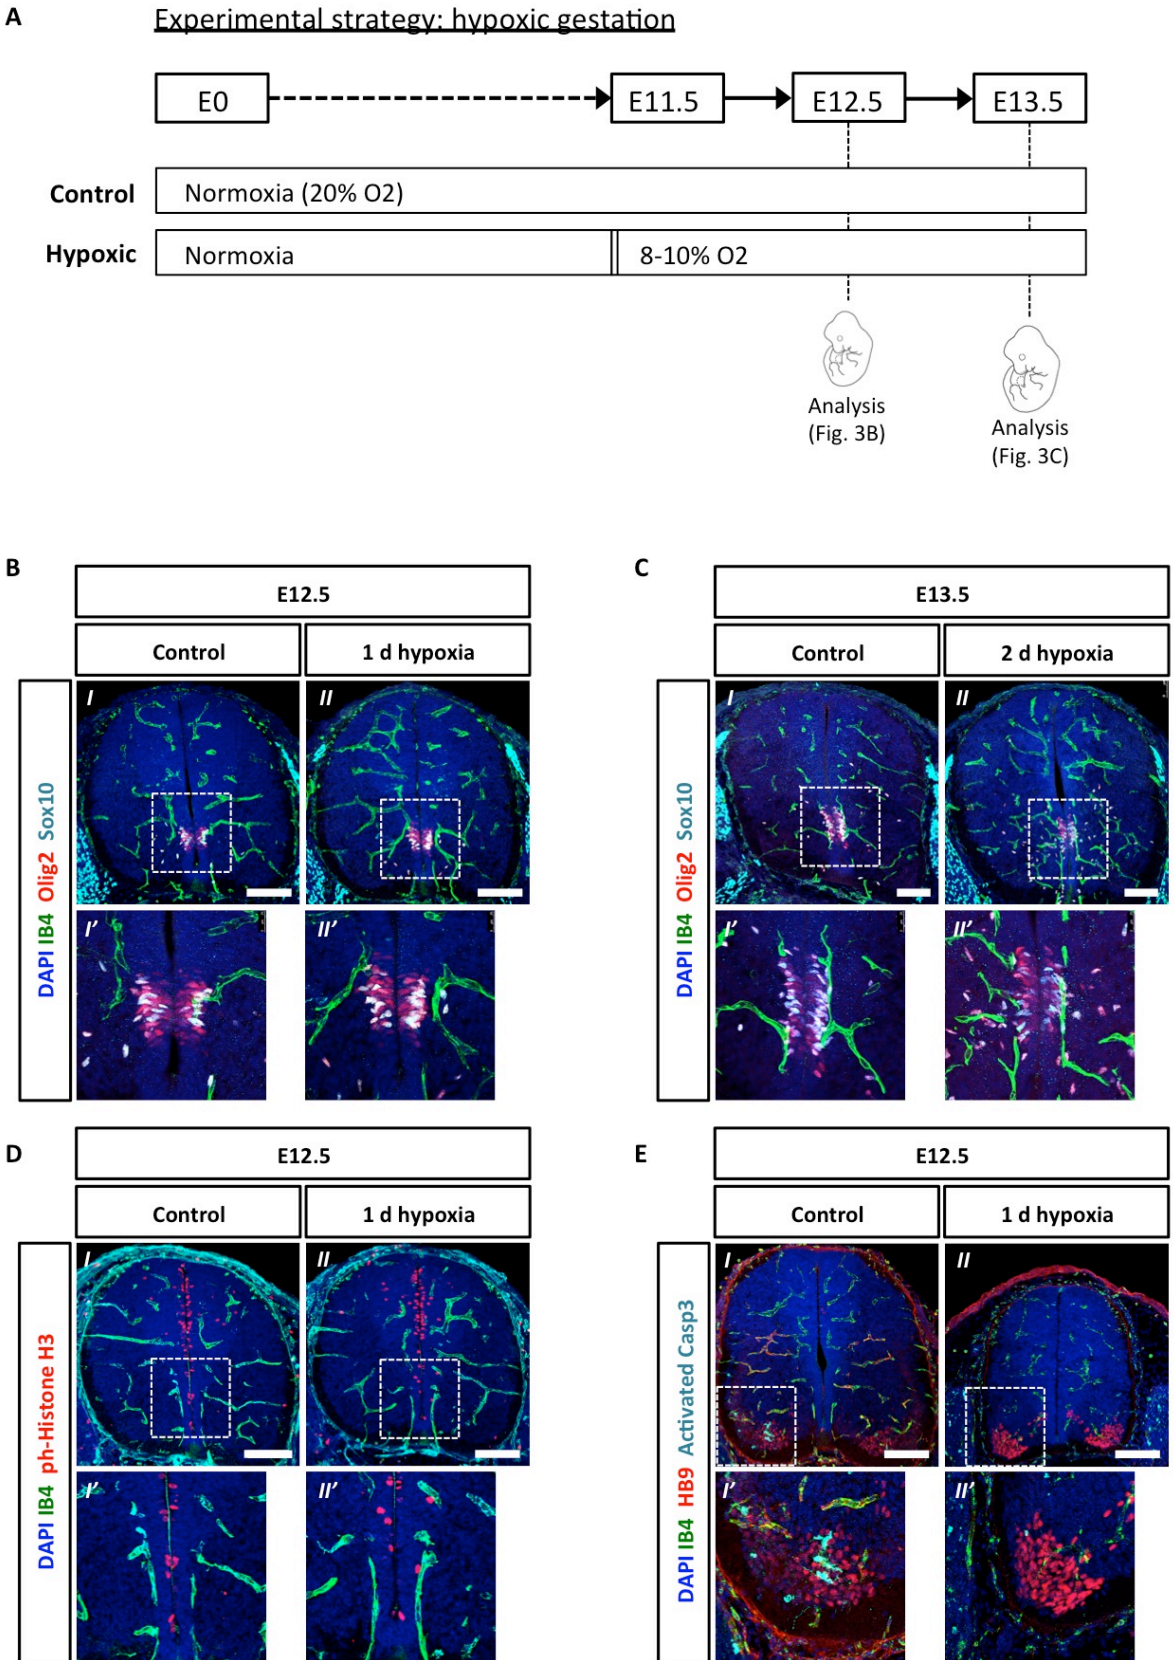 A
Experimental strategy: hypoxic gestation
E0
E11.5
E12.5
E13.5
Control
Normoxia (20% O2)
Hypoxic
Normoxia
8-10% O2
Analysis
(Fig. 3B)
Analysis
(Fig. 3C)
B
E12.5
Control
1 d hypoxia
DAPI IB4 Olig2 Sox10
I
II
I'
II'
C
E13.5
Control
2 d hypoxia
DAPI IB4 Olig2 Sox10
I
II
I'
II'
D
E12.5
Control
1 d hypoxia
DAPI IB4 ph-Histone H3
I
II
I'
II'
E
E12.5
Control
1 d hypoxia
DAPI IB4 HB9 Activated Casp3
I
II
I'
II'